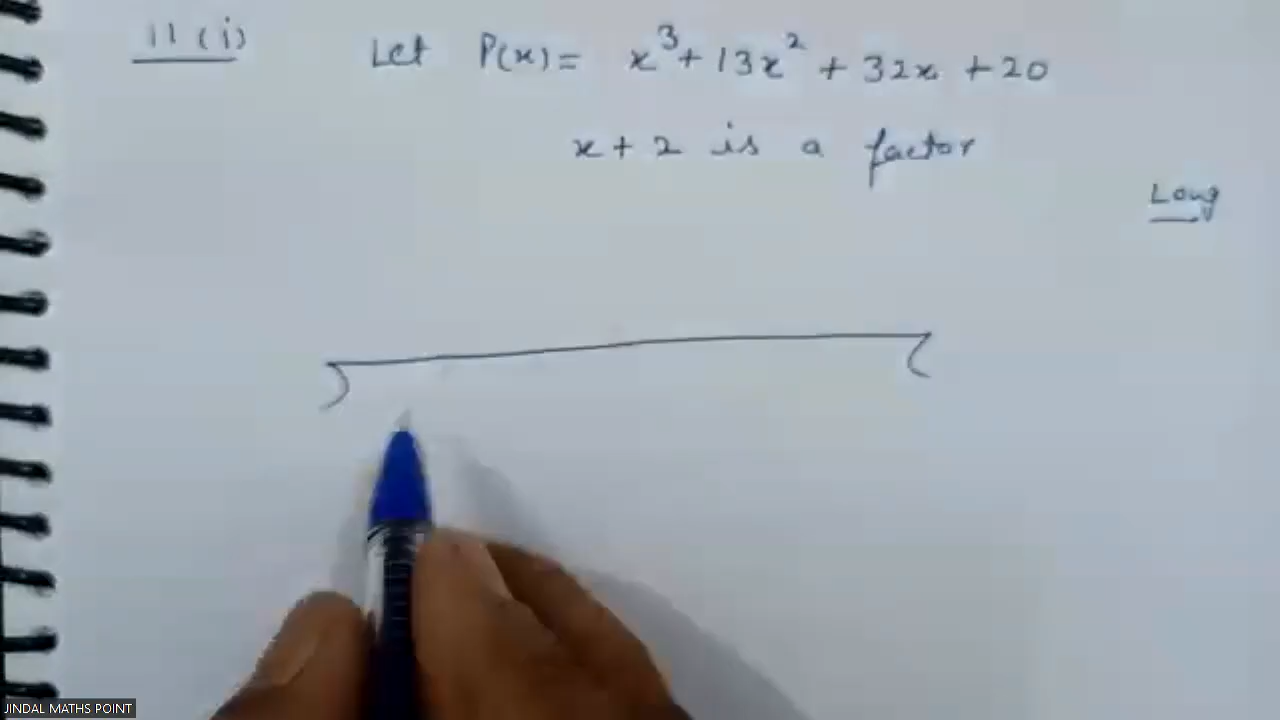 11 (i) Let P(x) = x³ + 13x² + 32x + 20
x + 2 is a factor
Long
JINDAL MATHS POINT